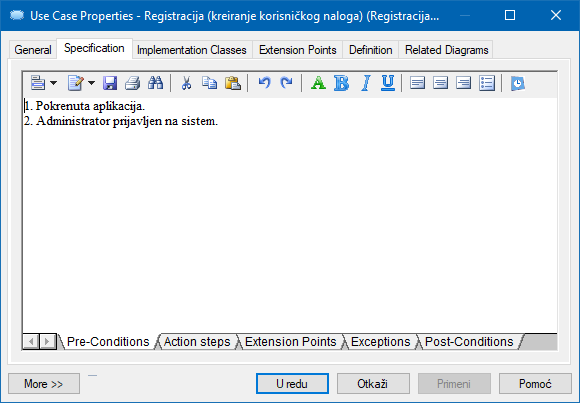 Use Case Properties - Registracija (kreiranje korisničkog naloga) (Registracija...
General Specification Implementation Classes Extension Points Definition Related Diagrams
A B I U
1. Pokrenuta aplikacija.
2. Administrator prijavljen na sistem.
Pre-Conditions Action steps Extension Points Exceptions Post-Conditions
More >> U redu Otkaži Primeni Pomoć